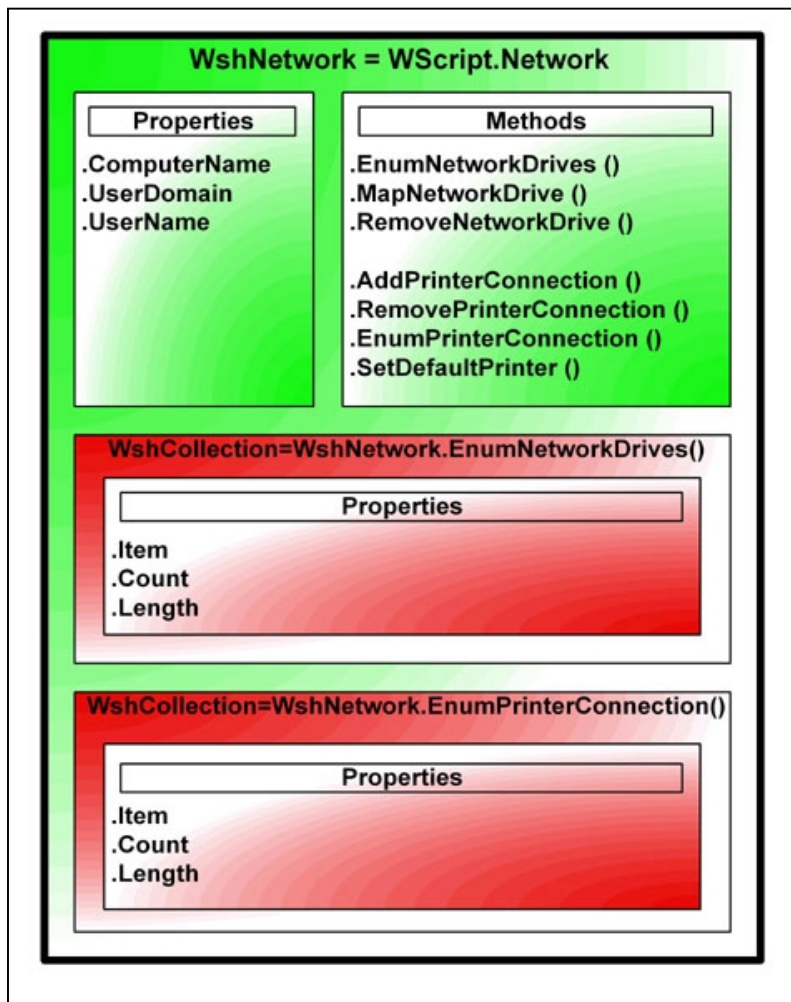 WshNetwork = WScript.Network
Properties
.ComputerName
.UserDomain
.UserName
Methods
.EnumNetworkDrives ()
.MapNetworkDrive ()
.RemoveNetworkDrive ()
.AddPrinterConnection ()
.RemovePrinterConnection ()
.EnumPrinterConnection ()
.SetDefaultPrinter ()
WshCollection=WshNetwork.EnumNetworkDrives()
Properties
.Item
.Count
.Length
WshCollection=WshNetwork.EnumPrinterConnection()
Properties
.Item
.Count
.Length